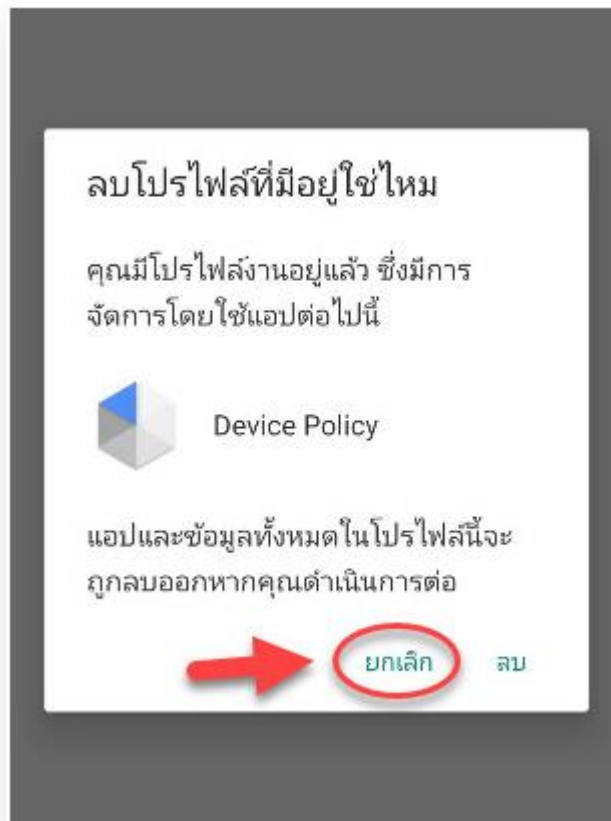 ลบโปรไฟล์ที่มีอยู่ใช่ไหม
คุณมีโปรไฟล์งานอยู่แล้ว ซึ่งมีการ
จัดการโดยใช้แอปต่อไปนี้
Device Policy
แอปและข้อมูลทั้งหมดในโปรไฟล์นี้จะ
ถูกลบออกหากคุณดำเนินการต่อ
ยกเลิก ลบ